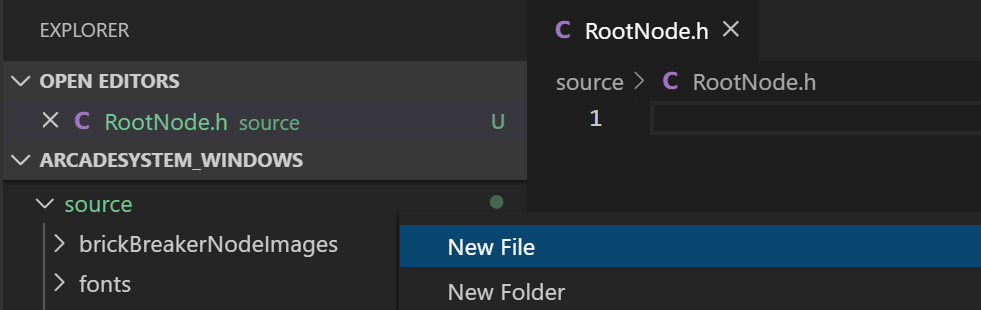 EXPLORER
OPEN EDITORS
C RootNode.h source U
ARCADESYSTEM_WINDOWS
source
brickBreakerNodeImages
fonts
C RootNode.h
source > C RootNode.h
1
New File
New Folder